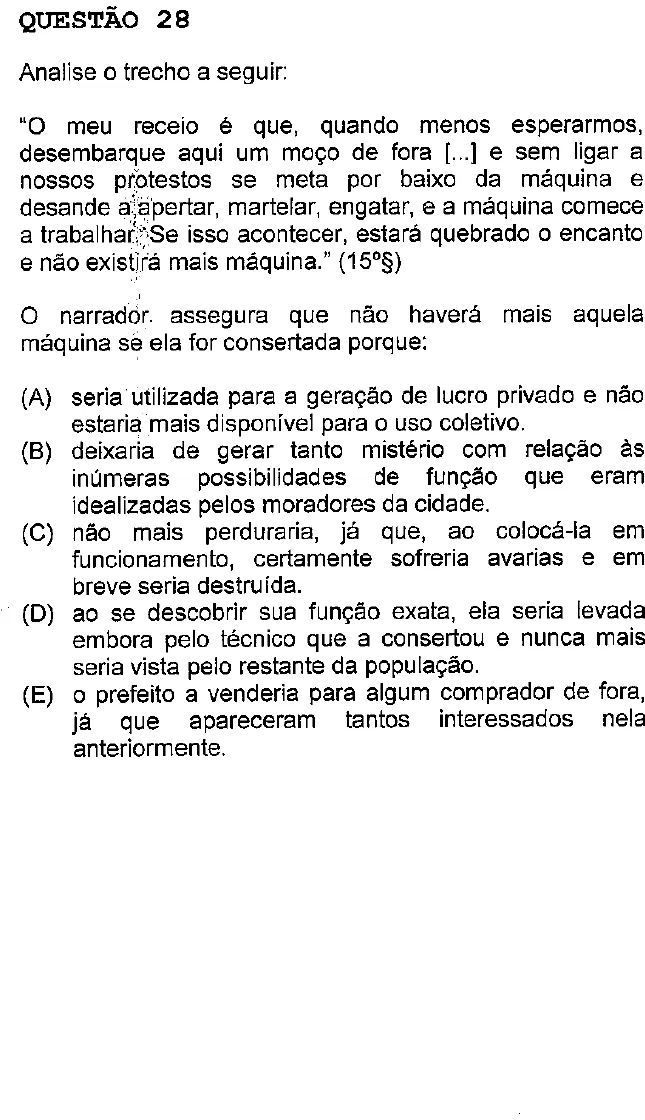 QUESTÃO 28
Analise o trecho a seguir:
"O meu receio é que, quando menos esperarmos,
desembarque aqui um moço de fora [...] e sem ligar a
nossos protestos se meta por baixo da máquina e
desande a apertar, martelar, engatar, e a máquina comece
a trabalhar. Se isso acontecer, estará quebrado o encanto
e não existirá mais máquina." (15º§)
O narrador. assegura que não haverá mais aquela
máquina se ela for consertada porque:
(A) seria utilizada para a geração de lucro privado e não
estaria mais disponível para o uso coletivo.
(B) deixaria de gerar tanto mistério com relação às
inúmeras possibilidades de função que eram
idealizadas pelos moradores da cidade.
(C) não mais perduraria, já que, ao colocá-la em
funcionamento, certamente sofreria avarias e em
breve seria destruída.
(D) ao se descobrir sua função exata, ela seria levada
embora pelo técnico que a consertou e nunca mais
seria vista pelo restante da população.
(E) o prefeito a venderia para algum comprador de fora,
já que apareceram tantos interessados nela
anteriormente.